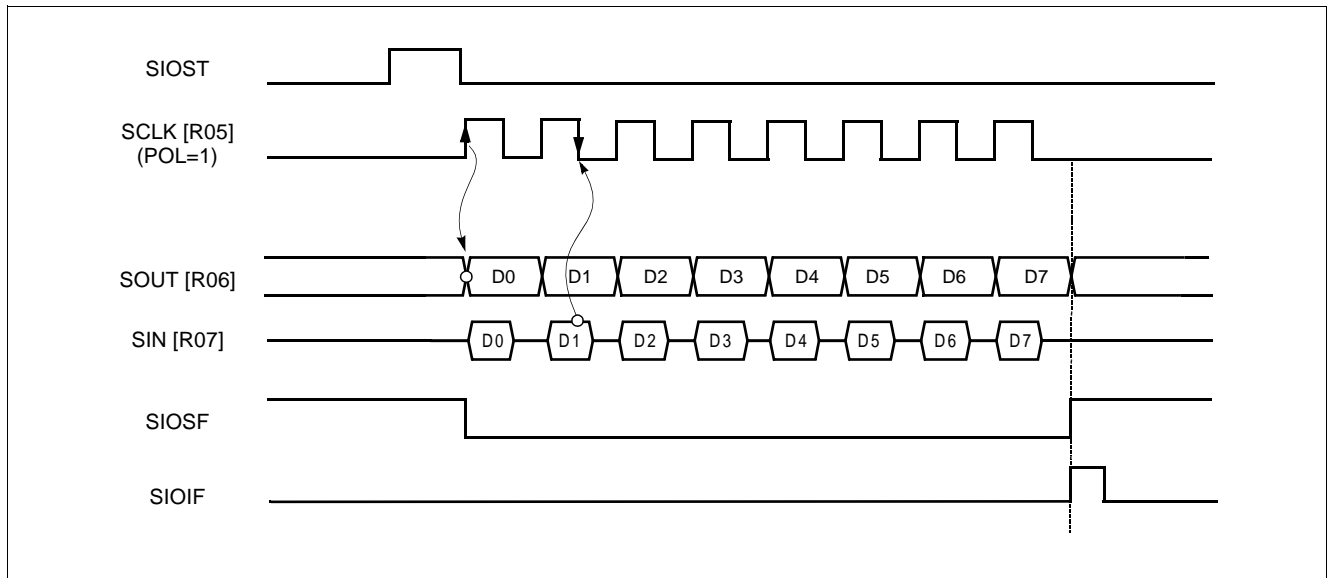 SIOST
SCLK [R05]
(POL=1)
SOUT [R06] D0 D1 D2 D3 D4 D5 D6 D7
SIN [R07] D0 D1 D2 D3 D4 D5 D6 D7
SIOSF
SIOIF